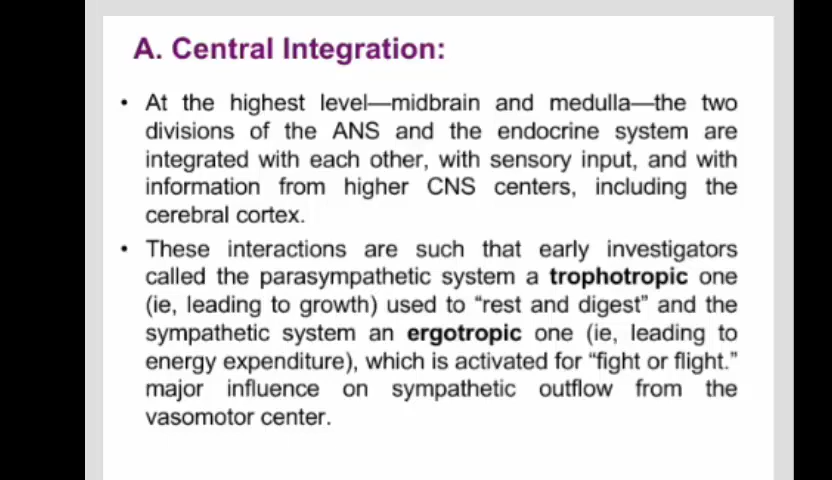 A. Central Integration:
• At the highest level—midbrain and medulla—the two
divisions of the ANS and the endocrine system are
integrated with each other, with sensory input, and with
information from higher CNS centers, including the
cerebral cortex.
• These interactions are such that early investigators
called the parasympathetic system a trophotropic one
(ie, leading to growth) used to “rest and digest” and the
sympathetic system an ergotropic one (ie, leading to
energy expenditure), which is activated for “fight or flight.”
major influence on sympathetic outflow from the
vasomotor center.